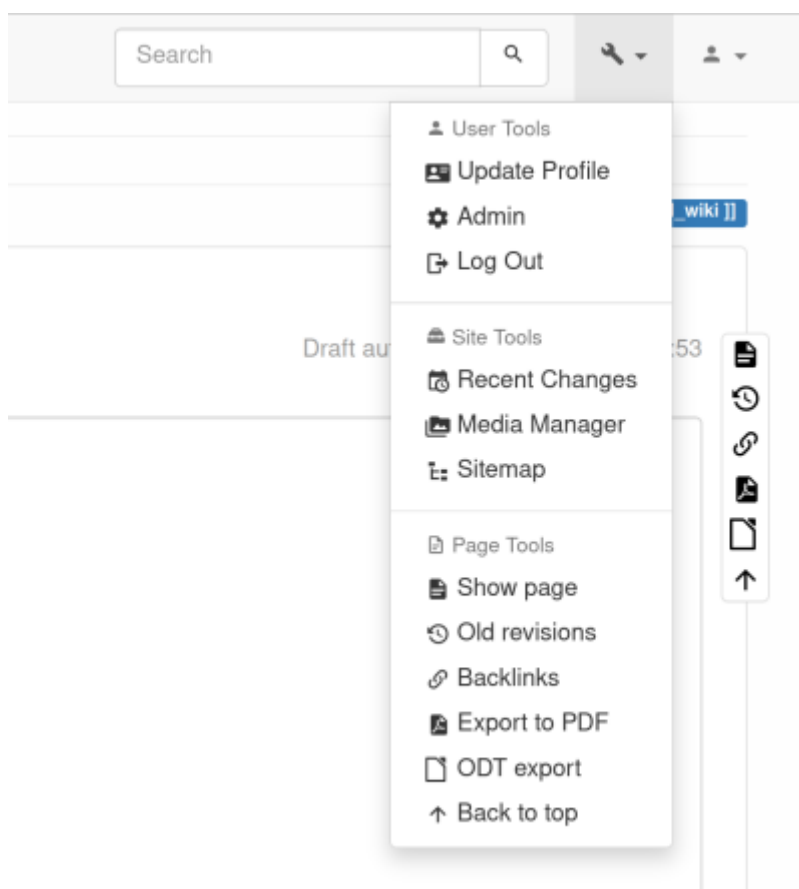 Search
User Tools
Update Profile
Admin
_wiki ]]
Log Out
Site Tools
Draft
:53
Recent Changes
Media Manager
Sitemap
Page Tools
Show page
Old revisions
Backlinks
Export to PDF
ODT export
Back to top